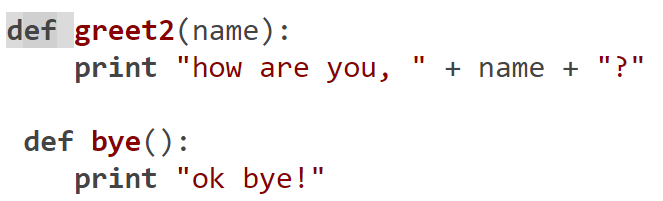 def greet2(name):
    print "how are you, " + name + "?"
 def bye():
    print "ok bye!"